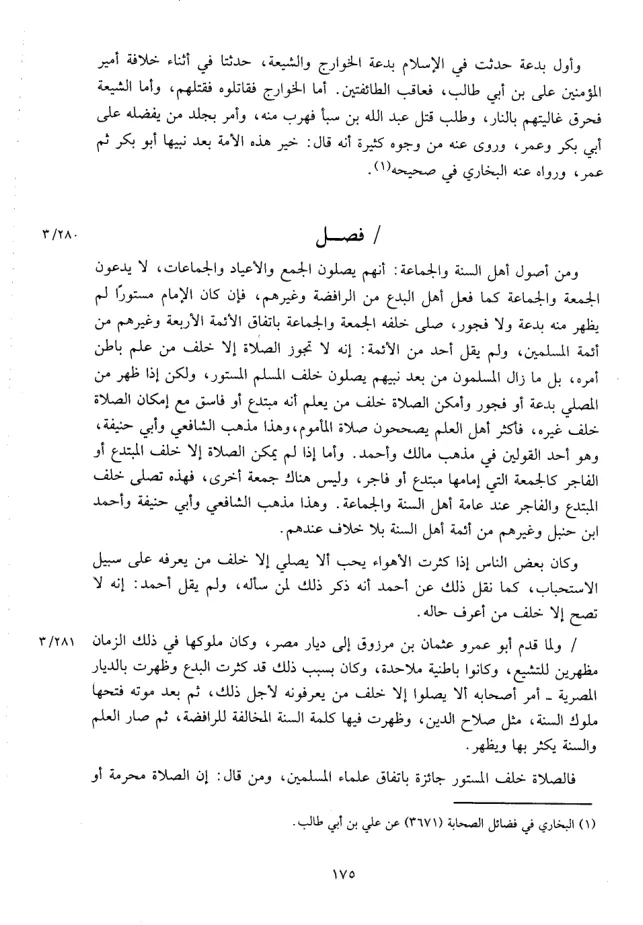 وأول بدعة حدثت في الإسلام بدعة الخوارج والشيعة، حدثتا في أثناء خلافة أمير
المؤمنين على بن أبي طالب، فعاقب الطائفتين. أما الخوارج فقاتلوه فقتلهم، وأما الشيعة
فحرق غاليتهم بالنار، وطلب قتل عبد الله بن سبأ فهرب منه، وأمر بجلد من يفضله على
أبي بكر وعمر، وروى عنه من وجوه كثيرة أنه قال: خير هذه الأمة بعد نبيها أبو بكر ثم
عمر، ورواه عنه البخاري في صحيحه(١).
/ فصــل
٣/٢٨٠
ومن أصول أهل السنة والجماعة: أنهم يصلون الجمع والأعياد والجماعات، لا يدعون
الجمعة والجماعة كما فعل أهل البدع من الرافضة وغيرهم، فإن كان الإمام مستورًا لم
يظهر منه بدعة ولا فجور، صلى خلفه الجمعة والجماعة باتفاق الأئمة الأربعة وغيرهم من
أئمة المسلمين، ولم يقل أحد من الأئمة: إنه لا تجوز الصلاة إلا خلف من علم باطن
أمره، بل ما زال المسلمون من بعد نبيهم يصلون خلف المسلم المستور، ولكن إذا ظهر من
المصلي بدعة أو فجور وأمكن الصلاة خلف من يعلم أنه مبتدع أو فاسق مع إمكان الصلاة
خلف غيره، فأكثر أهل العلم يصححون صلاة المأموم،وهذا مذهب الشافعي وأبي حنيفة،
وهو أحد القولين في مذهب مالك وأحمد. وأما إذا لم يمكن الصلاة إلا خلف المبتدع أو
الفاجر كالجمعة التي إمامها مبتدع أو فاجر، وليس هناك جمعة أخرى، فهذه تصلى خلف
المبتدع والفاجر عند عامة أهل السنة والجماعة. وهذا مذهب الشافعي وأبي حنيفة وأحمد
ابن حنبل وغيرهم من أئمة أهل السنة بلا خلاف عندهم.
وكان بعض الناس إذا كثرت الأهواء يحب ألا يصلي إلا خلف من يعرفه على سبيل
الاستحباب، كما نقل ذلك عن أحمد أنه ذكر ذلك لمن سأله، ولم يقل أحمد: إنه لا
تصح إلا خلف من أعرف حاله.
/ ولما قدم أبو عمرو عثمان بن مرزوق إلى ديار مصر، وكان ملوكها في ذلك الزمان
٣/٢٨١
مظهرين للتشيع، وكانوا باطنية ملاحدة، وكان بسبب ذلك قد كثرت البدع وظهرت بالديار
المصرية ـ أمر أصحابه ألا يصلوا إلا خلف من يعرفونه لأجل ذلك، ثم بعد موته فتحها
ملوك السنة، مثل صلاح الدين، وظهرت فيها كلمة السنة المخالفة للرافضة، ثم صار العلم
والسنة يكثر بها ويظهر.
فالصلاة خلف المستور جائزة باتفاق علماء المسلمين، ومن قال: إن الصلاة محرمة أو
(١) البخاري في فضائل الصحابة (٣٦٧١) عن علي بن أبي طالب.
١٧٥